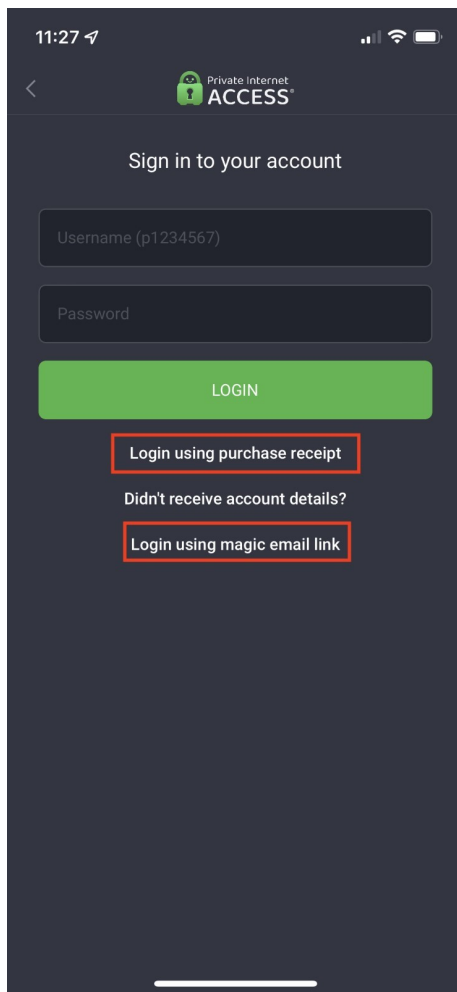 11:27
Private Internet
ACCESS®
Sign in to your account
Username (p1234567)
Password
LOGIN
Login using purchase receipt
Didn't receive account details?
Login using magic email link